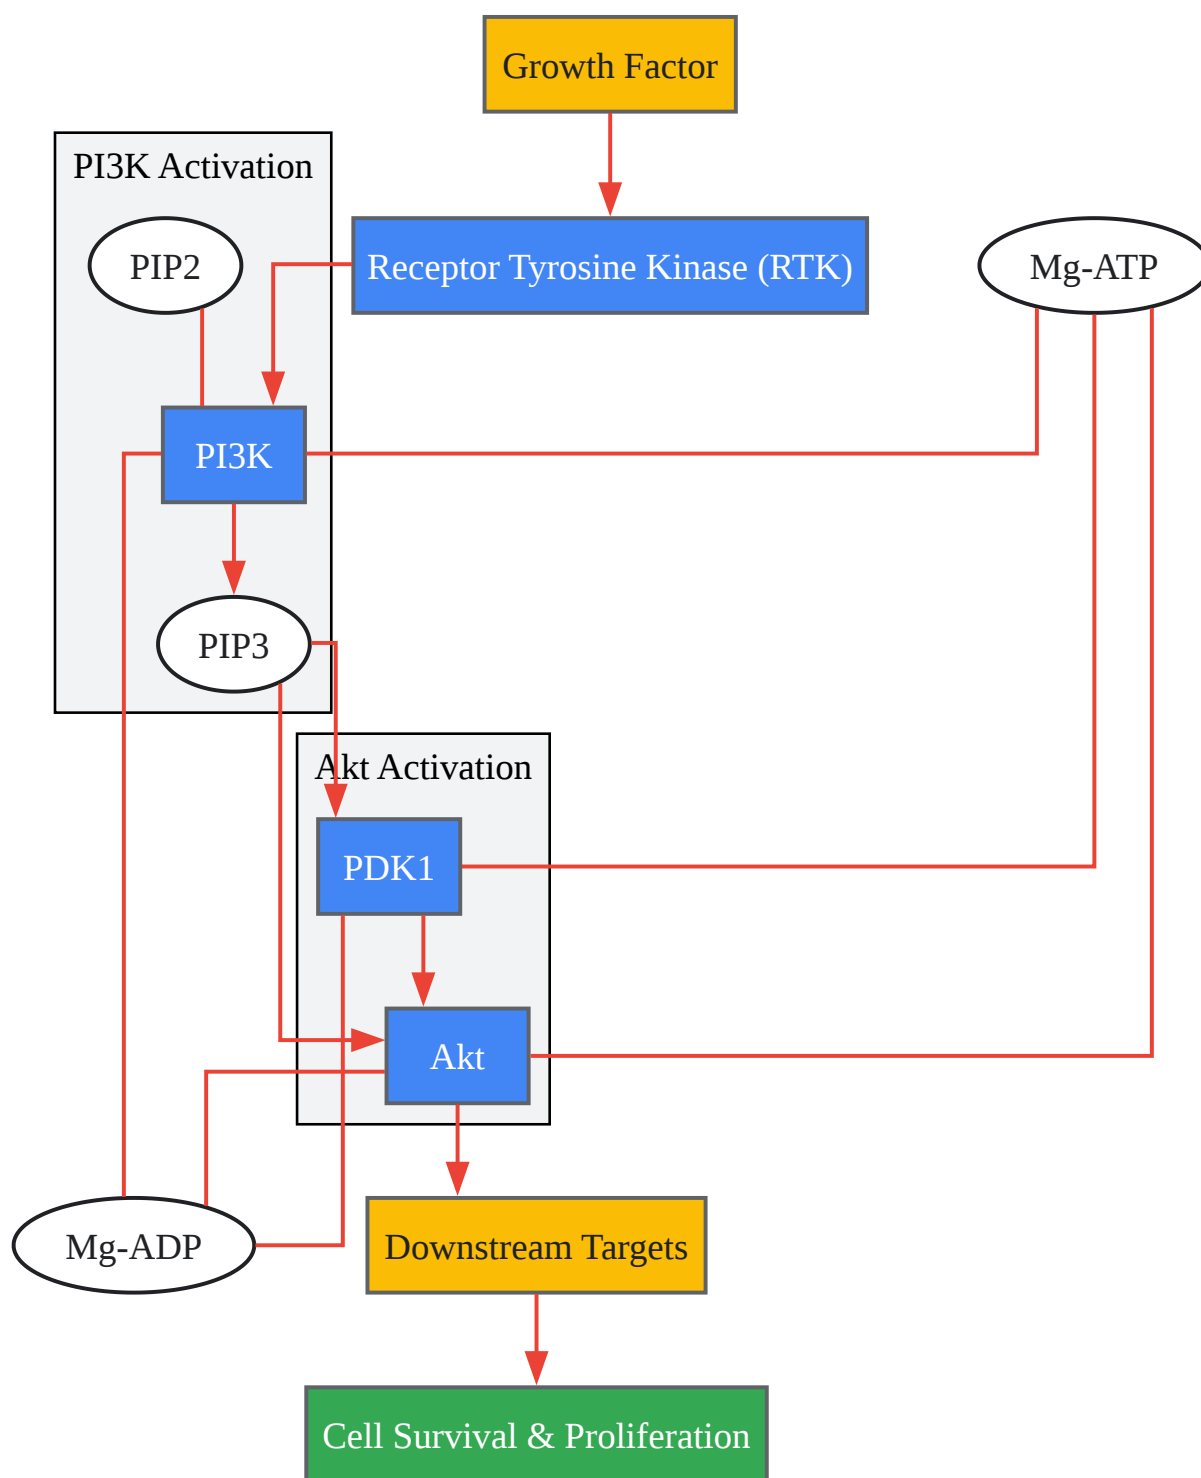 Growth Factor
PI3K Activation
PIP2
Receptor Tyrosine Kinase (RTK)
Mg-ATP
PI3K
PIP3
Akt Activation
PDK1
Akt
Mg-ADP
Downstream Targets
Cell Survival & Proliferation